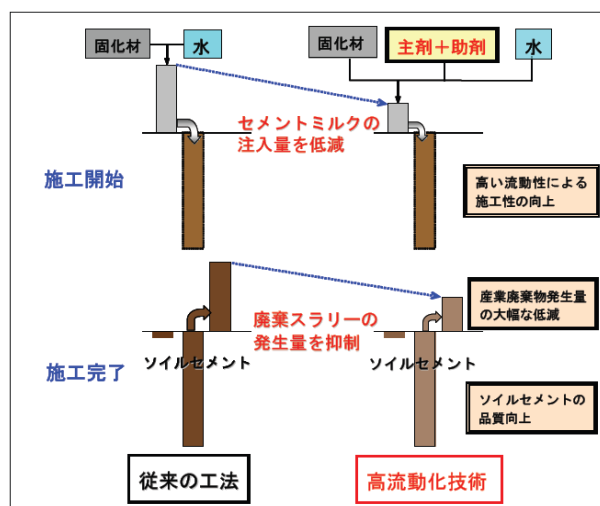 固化材
水
固化材
主剤＋助剤
水
セメントミルクの
注入量を低減
施工開始
高い流動性による
施工性の向上
産業廃棄物発生量
の大幅な低減
廃棄スラリーの
発生量を抑制
ソイルセメント
ソイルセメント
施工完了
ソイルセメントの
品質向上
従来の工法
高流動化技術